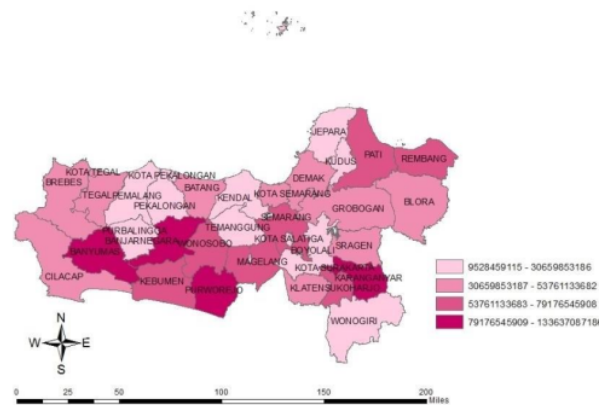 JEPARA
KUDUS
PATI
REMBANG
KOTA TEGAL
KOTA PEKALONGAN
BREBES
TEGAL
PEMALANG
BATANG
KENDAL
KOTA SEMARANG
DEMAK
PEKALONGAN
GROBOGAN
BLORA
SEMARANG
PURBALINGGA
TEMANGGUNG
BANJARNEGARA
WONOSOBO
KOTA SALATIGA
BANYUMAS
BOYOLALI
SRAGEN
CILACAP
KEBUMEN
MAGELANG
KOTA SURAKARTA
KARANGANYAR
PURWOREJO
KLATEN
SUKOHARJO
WONOGIRI
9528459115 - 30659853186
30659853187 - 53761133682
53761133683 - 79176545908
79176545909 - 133637087186
N
W E
S
0 25 50 100 150 200
Miles